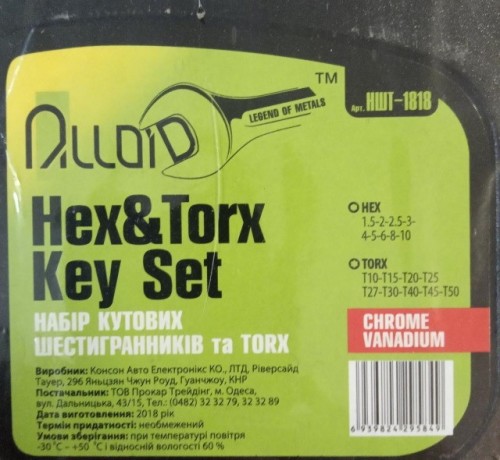 ALLOID
LEGEND OF METALS
TM
Арт. НШТ-1818
Hex&Torx
Key Set
НАБІР КУТОВИХ
ШЕСТИГРАННИКІВ та TORX
HEX
1.5-2-2.5-3-
4-5-6-8-10
TORX
T10-T15-T20-T25
T27-T30-T40-T45-T50
CHROME
VANADIUM
Виробник: Консон Авто Електронікс КО., ЛТД, Ріверсайд
Тауер, 296 Яньцзян Чжун Роуд, Гуанчжоу, КНР
Постачальник: ТОВ Прокар Трейдінг, м. Одеса,
вул. Дальницька, 43/15, Тел.: (0482) 32 32 79, 32 32 89
Дата виготовлення: 2018 рік
Термін придатності: необмежений
Умови зберігання: при температурі повітря
-30˚C – +50 ˚C і відносній вологості 60 %
6939824295849